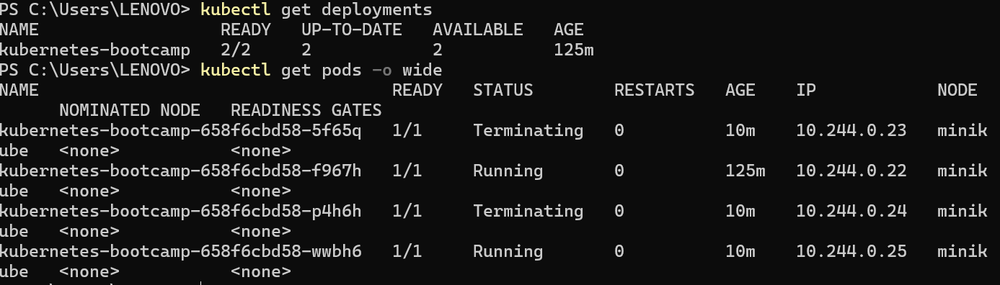 PS C:\Users\LENOVO> kubectl get deployments
NAME                  READY   UP-TO-DATE   AVAILABLE   AGE
kubernetes-bootcamp   2/2     2            2           125m
PS C:\Users\LENOVO> kubectl get pods -o wide
NAME                                   READY   STATUS        RESTARTS   AGE    IP            NODE
      NOMINATED NODE   READINESS GATES
kubernetes-bootcamp-658f6cbd58-5f65q   1/1     Terminating   0          10m    10.244.0.23   minik
ube   <none>           <none>
kubernetes-bootcamp-658f6cbd58-f967h   1/1     Running       0          125m   10.244.0.22   minik
ube   <none>           <none>
kubernetes-bootcamp-658f6cbd58-p4h6h   1/1     Terminating   0          10m    10.244.0.24   minik
ube   <none>           <none>
kubernetes-bootcamp-658f6cbd58-wwbh6   1/1     Running       0          10m    10.244.0.25   minik
ube   <none>           <none>